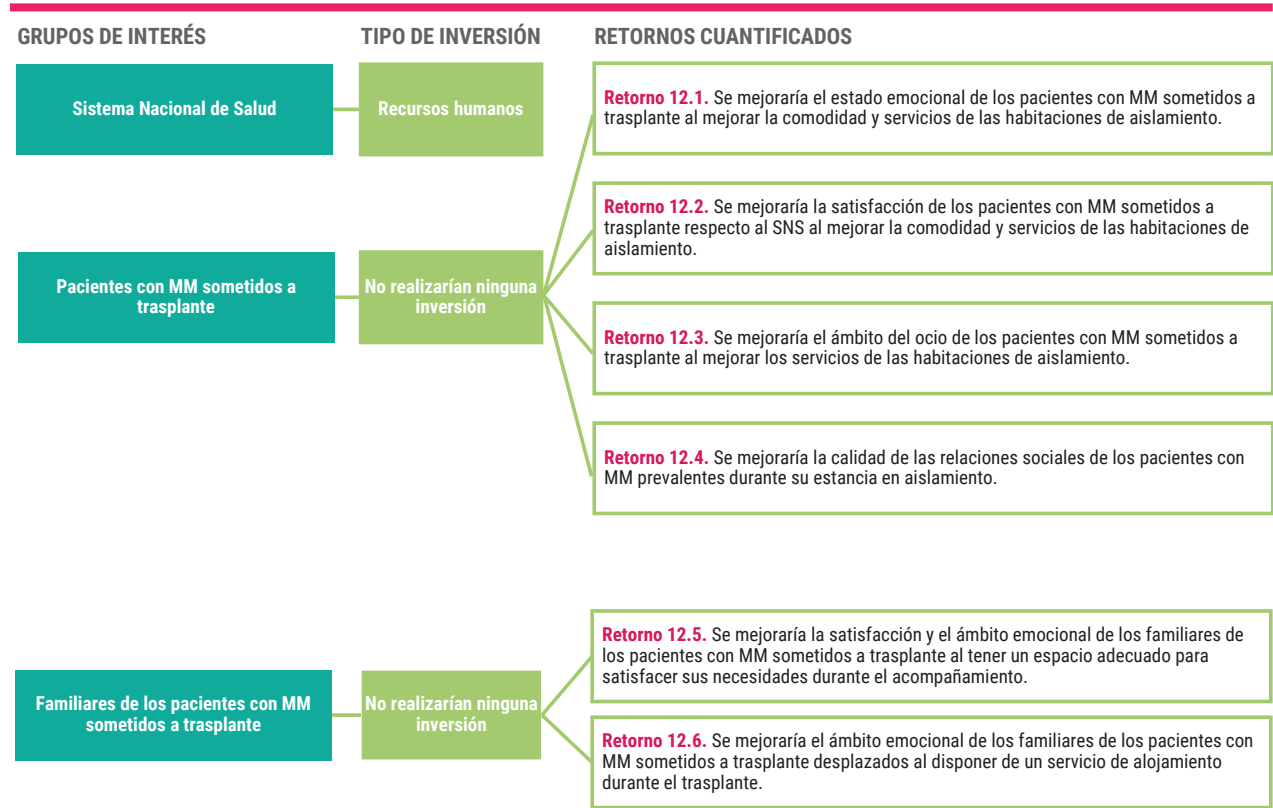 GRUPOS DE INTERÉS
TIPO DE INVERSIÓN
RETORNOS CUANTIFICADOS
Sistema Nacional de Salud
Recursos humanos
Retorno 12.1. Se mejoraría el estado emocional de los pacientes con MM sometidos a
trasplante al mejorar la comodidad y servicios de las habitaciones de aislamiento.
Retorno 12.2. Se mejoraría la satisfacción de los pacientes con MM sometidos a
trasplante respecto al SNS al mejorar la comodidad y servicios de las habitaciones de
aislamiento.
Pacientes con MM sometidos a
trasplante
No realizarían ninguna
inversión
Retorno 12.3. Se mejoraría el ámbito del ocio de los pacientes con MM sometidos a
trasplante al mejorar los servicios de las habitaciones de aislamiento.
Retorno 12.4. Se mejoraría la calidad de las relaciones sociales de los pacientes con
MM prevalentes durante su estancia en aislamiento.
Retorno 12.5. Se mejoraría la satisfacción y el ámbito emocional de los familiares de
los pacientes con MM sometidos a trasplante al tener un espacio adecuado para
satisfacer sus necesidades durante el acompañamiento.
Familiares de los pacientes con MM
sometidos a trasplante
No realizarían ninguna
inversión
Retorno 12.6. Se mejoraría el ámbito emocional de los familiares de los pacientes con
MM sometidos a trasplante desplazados al disponer de un servicio de alojamiento
durante el trasplante.